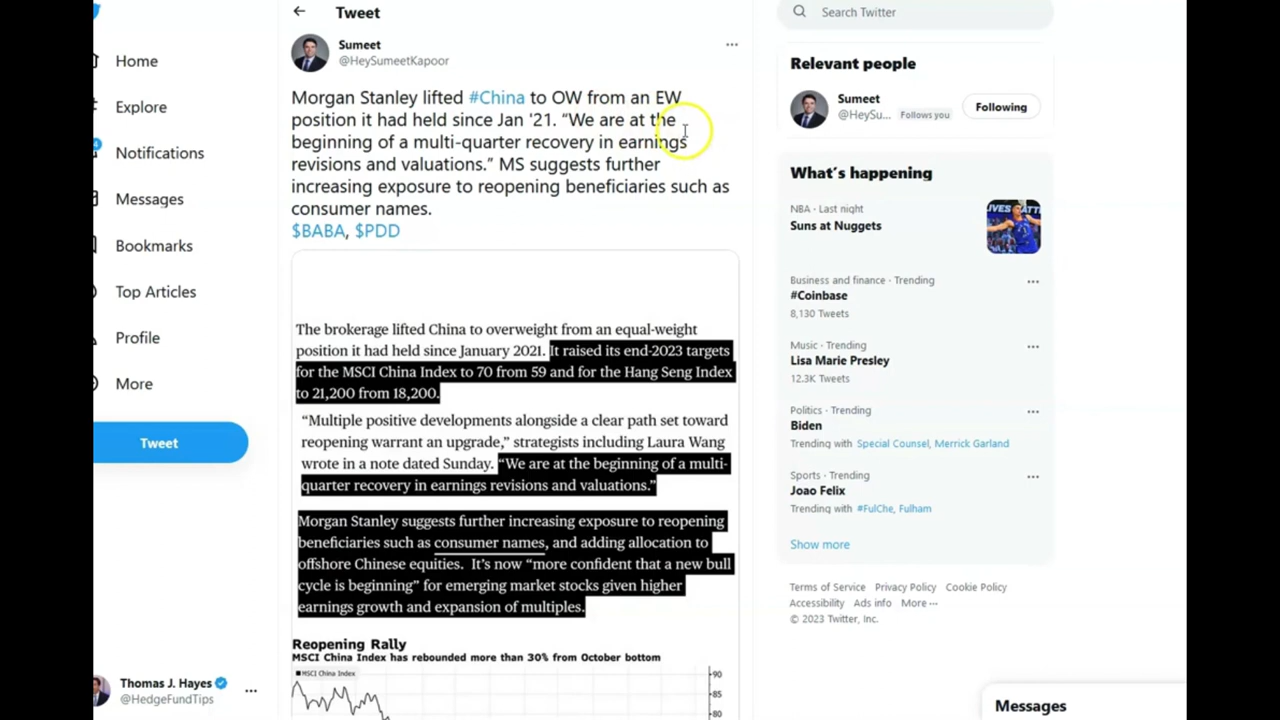 Home
Explore
4
Notifications
Messages
Bookmarks
Top Articles
Profile
More
Tweet
Thomas J. Hayes
@HedgeFundTips
Tweet
Sumeet
@HeySumeetKapoor
Morgan Stanley lifted #China to OW from an EW
position it had held since Jan ‘21. “We are at the
beginning of a multi-quarter recovery in earnings
revisions and valuations.” MS suggests further
increasing exposure to reopening beneficiaries such as
consumer names.
$BABA, $PDD
The brokerage lifted China to overweight from an equal-weight
position it had held since January 2021. It raised its end-2023 targets
for the MSCI China Index to 70 from 59 and for the Hang Seng Index
to 21,200 from 18,200.
“Multiple positive developments alongside a clear path set toward
reopening warrant an upgrade,” strategists including Laura Wang
wrote in a note dated Sunday. “We are at the beginning of a multi-
quarter recovery in earnings revisions and valuations.”
Morgan Stanley suggests further increasing exposure to reopening
beneficiaries such as consumer names, and adding allocation to
offshore Chinese equities. It’s now “more confident that a new bull
cycle is beginning” for emerging market stocks given higher
earnings growth and expansion of multiples.
Reopening Rally
MSCI China Index has rebounded more than 30% from October bottom
MSCI China Index
90
85
80
Search Twitter
Relevant people
Sumeet
@HeySu... Follows you
Following
What’s happening
NBA · Last night
Suns at Nuggets
Business and finance · Trending
#Coinbase
8,130 Tweets
Music · Trending
Lisa Marie Presley
12.3K Tweets
Politics · Trending
Biden
Trending with Special Counsel, Merrick Garland
Sports · Trending
Joao Felix
Trending with #FulChe, Fulham
Show more
Terms of Service Privacy Policy Cookie Policy
Accessibility Ads info More ···
© 2023 Twitter, Inc.
Messages